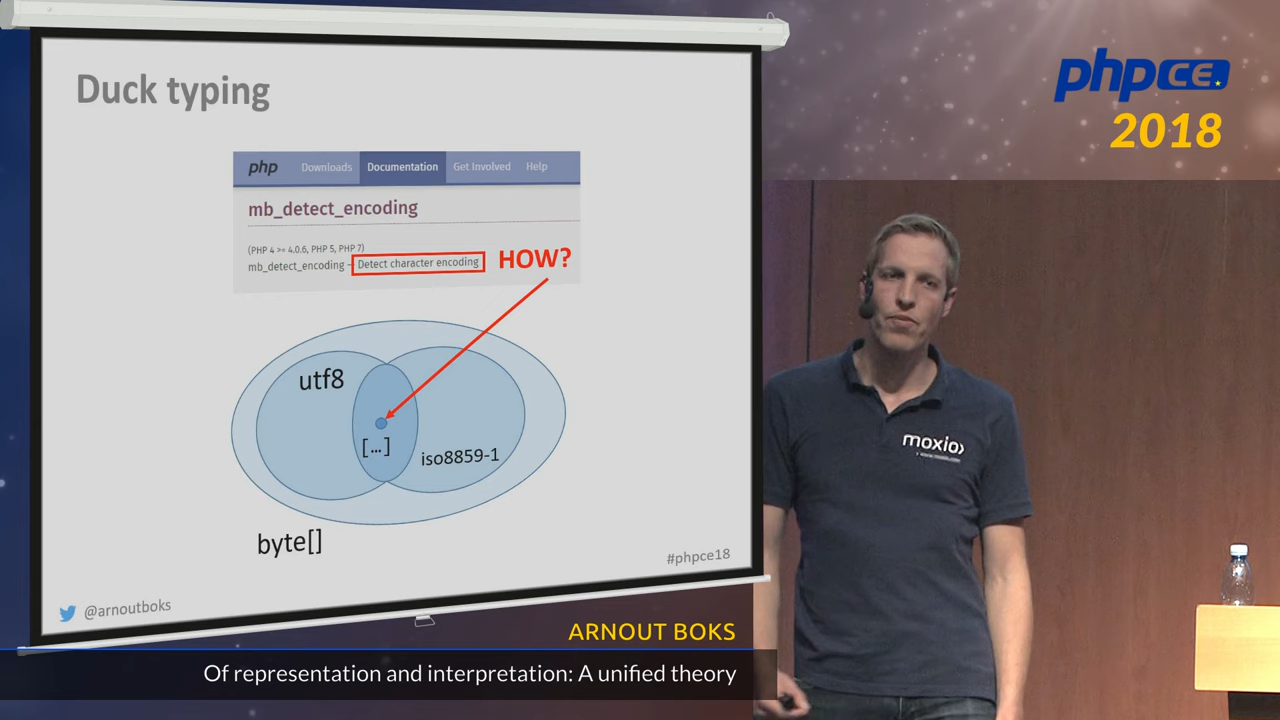 Duck typing
php Downloads Documentation Get Involved Help
mb_detect_encoding
(PHP 4 >= 4.0.6, PHP 5, PHP 7)
mb_detect_encoding – Detect character encoding
HOW?
utf8
[...]
iso8859-1
byte[]
#phpce18
@arnoutboks
phpCE.
2018
moxio
ARNOUT BOKS
Of representation and interpretation: A unified theory